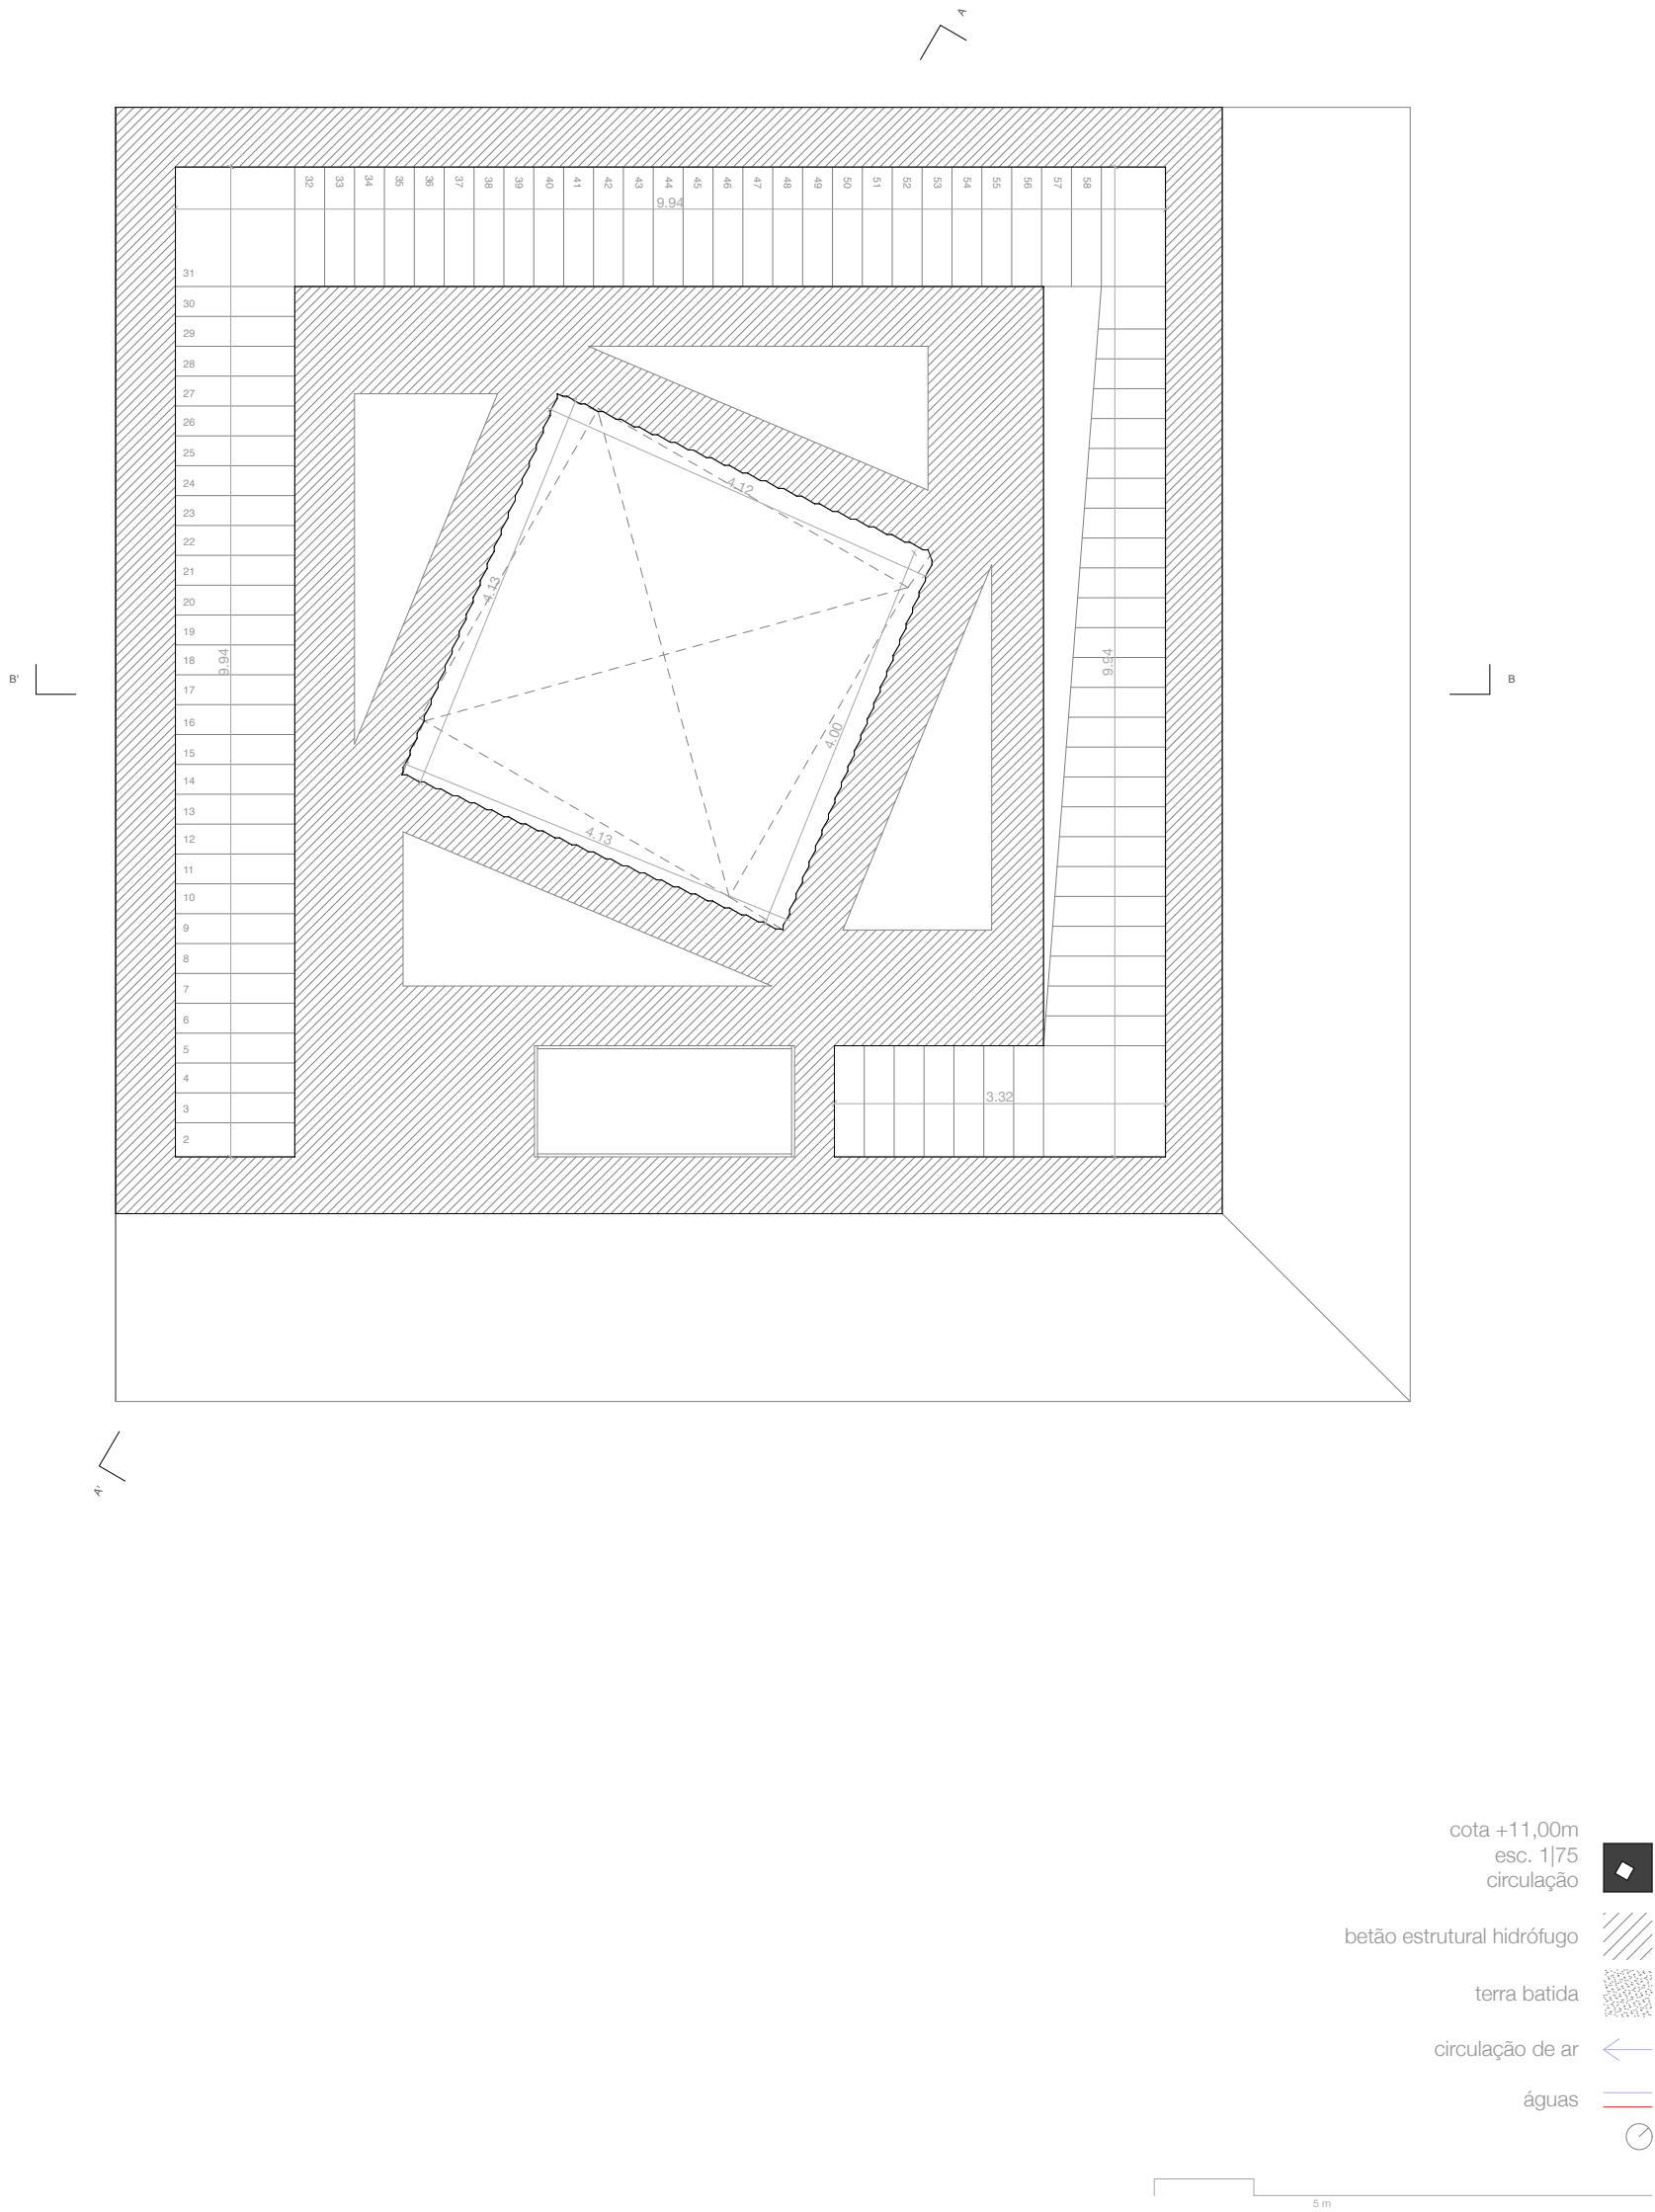 A
32 33 34 35 36 37 38 39 40 41 42 43 44 45 46 47 48 49 50 51 52 53 54 55 56 57 58
9.94
31
30
29
28
27
26
25
24
23
22
21
20
19
18
17
16
15
14
13
12
11
10
9
8
7
6
5
4
3
2
9.94
4.12
4.13
4.00
4.13
9.94
3.32
B'
B
A'
cota +11,00m
esc. 1|75
circulação
betão estrutural hidrófugo
terra batida
circulação de ar
águas
5 m